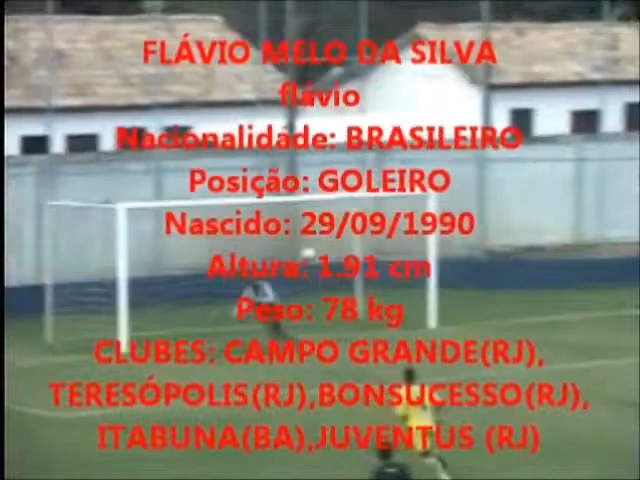 FLÁVIO MELO DA SILVA
flávio
Nacionalidade: BRASILEIRO
Posição: GOLEIRO
Nascido: 29/09/1990
Altura: 1.91 cm
Peso: 78 kg
CLUBES: CAMPO GRANDE(RJ),
TERESÓPOLIS(RJ),BONSUCESSO(RJ),
ITABUNA(BA),JUVENTUS (RJ)